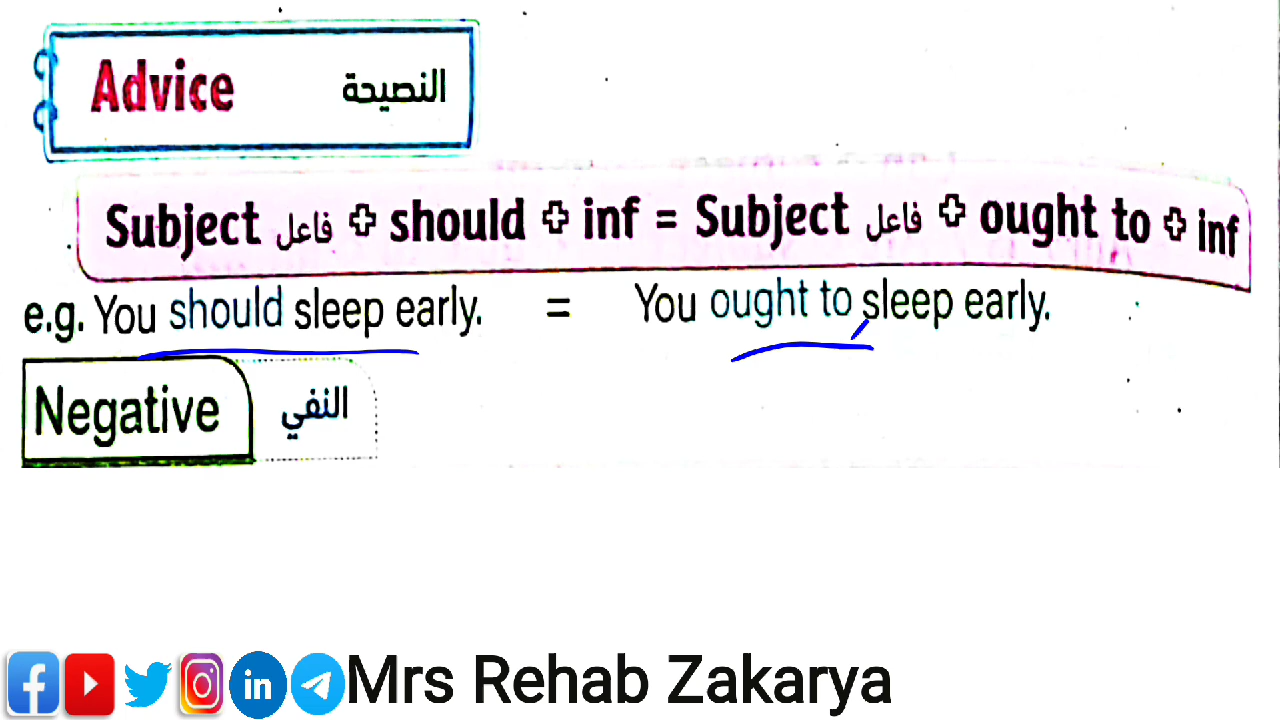 Advice النصيحة
Subject فاعل + should + inf = Subject فاعل + ought to + inf
e.g. You should sleep early. = You ought to sleep early.
Negative النفي
Mrs Rehab Zakarya